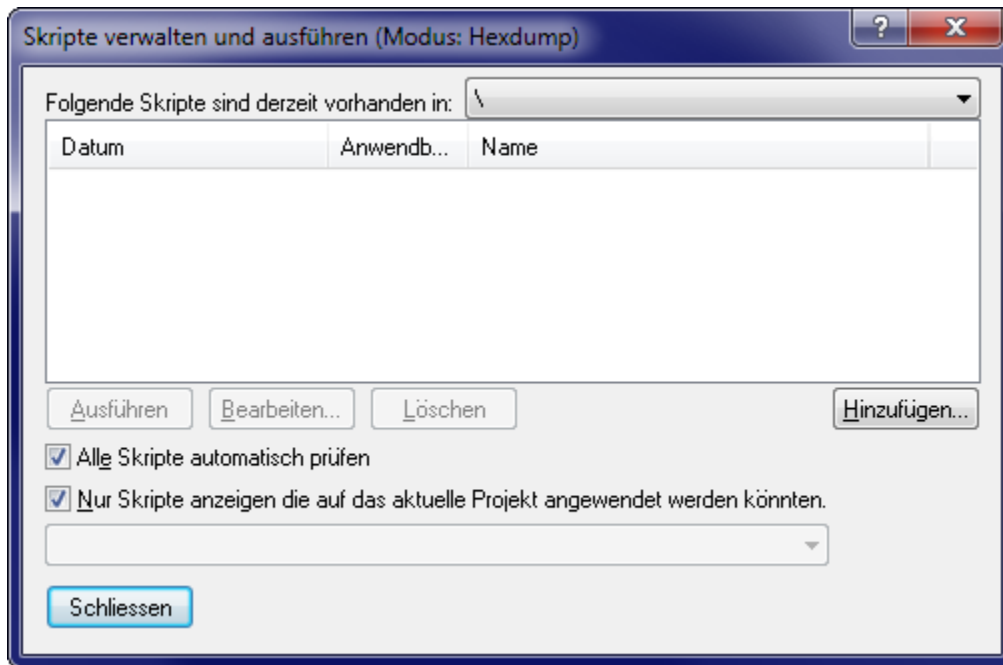 Skripte verwalten und ausführen (Modus: Hexdump)
Folgende Skripte sind derzeit vorhanden in: \
Datum Anwendb... Name
Ausführen Bearbeiten... Löschen Hinzufügen...
Alle Skripte automatisch prüfen
Nur Skripte anzeigen die auf das aktuelle Projekt angewendet werden könnten.
Schliessen